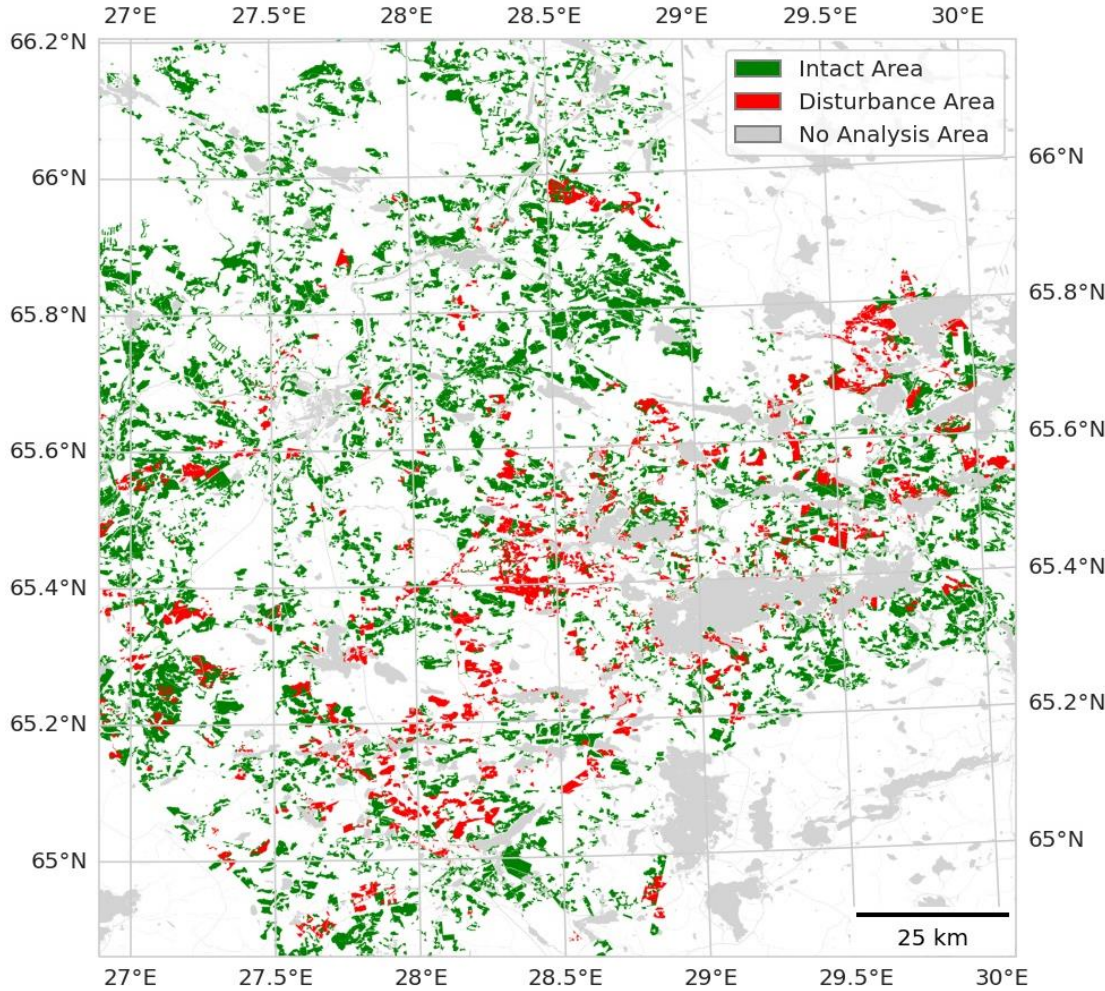 27°E 27.5°E 28°E 28.5°E 29°E 29.5°E 30°E
66.2°N
Intact Area
Disturbance Area
No Analysis Area
66°N 66°N
65.8°N 65.8°N
65.6°N 65.6°N
65.4°N 65.4°N
65.2°N 65.2°N
65°N 65°N
25 km
27°E 27.5°E 28°E 28.5°E 29°E 29.5°E 30°E